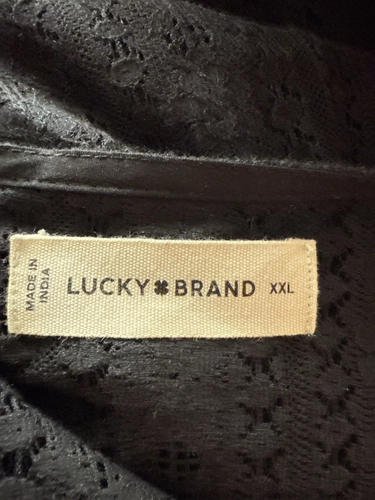 MADE IN
INDIA
LUCKY BRAND XXL